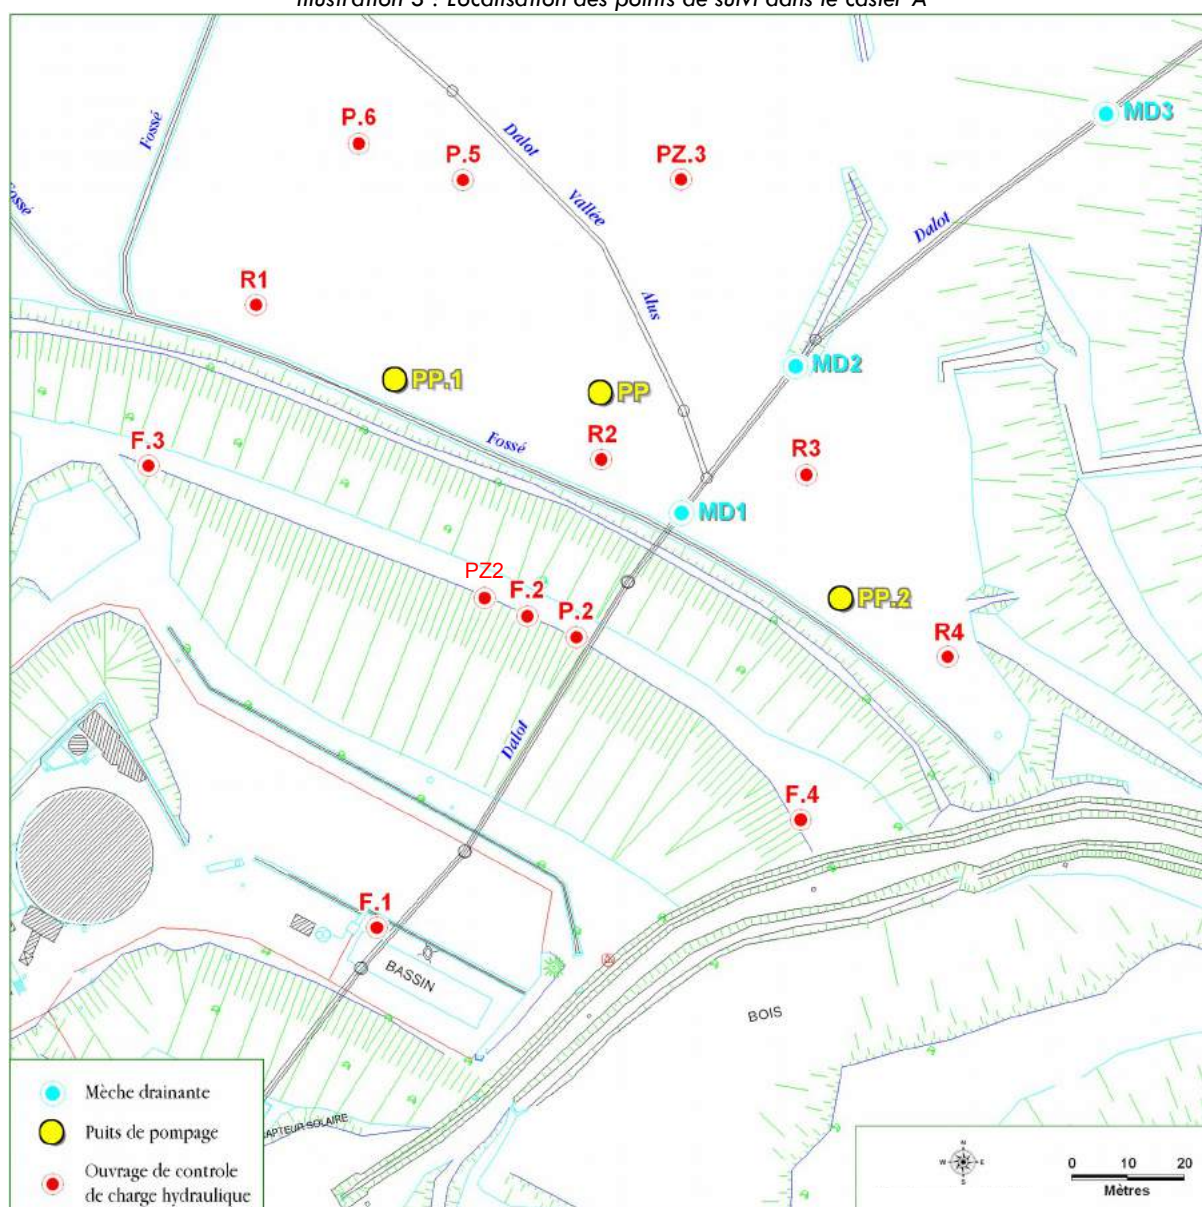 Illustration 3 : Localisation des points de suivi dans le casier A
MD3
P.6
Dalot
Fossé
P.5
PZ.3
Vallée
Fossé
Dalot
R1
Alus
MD2
PP.1
PP
Fossé
R2
F.3
R3
MD1
PZ2
F.2
P.2
PP.2
R4
Dalot
F.4
F.1
BASSIN
BOIS
Mèche drainante
Puits de pompage
Ouvrage de controle
de charge hydraulique
APTEUR SOLAIRE
N
W E
S
0 10 20
Mètres